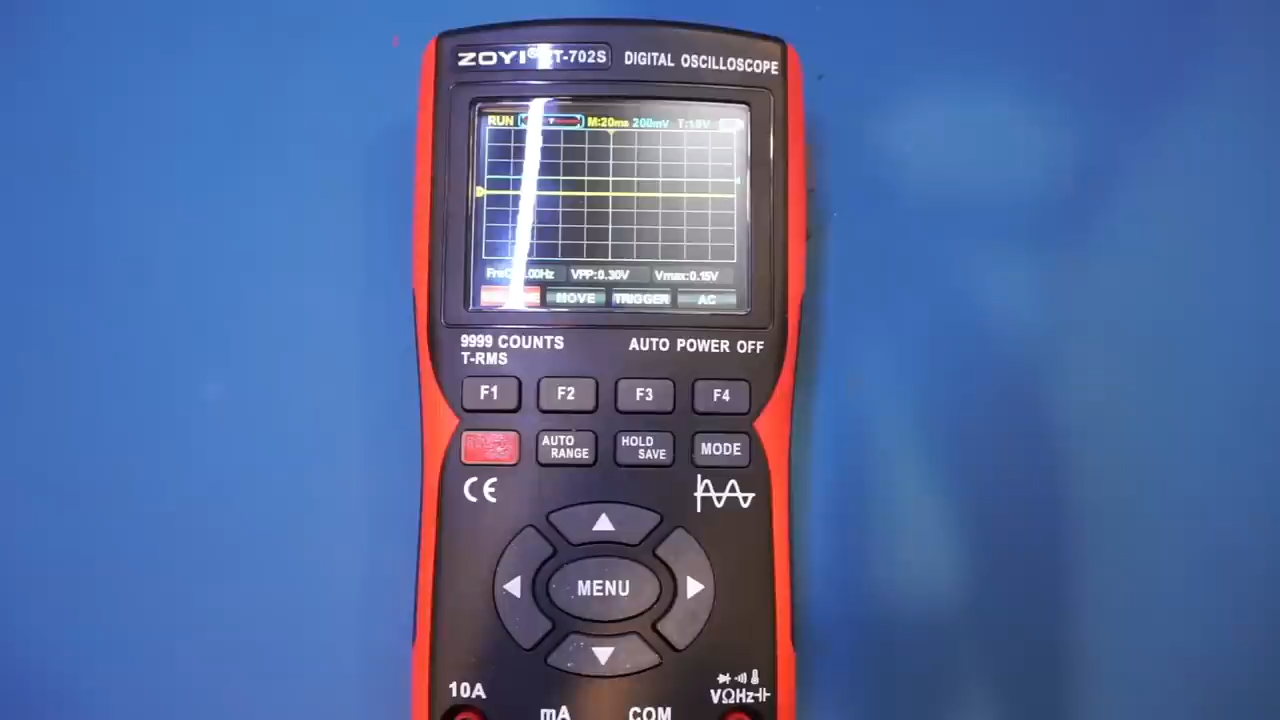 ZOYI T-702S DIGITAL OSCILLOSCOPE
RUN M:20ms 200mV
VPP:0.30V Vmax:0.15V
MOVE TRIGGER AC
9999 COUNTS
T-RMS
AUTO POWER OFF
F1 F2 F3 F4
AUTO RANGE
HOLD SAVE
MODE
CE
MENU
10A
mA
COM
VΩHz